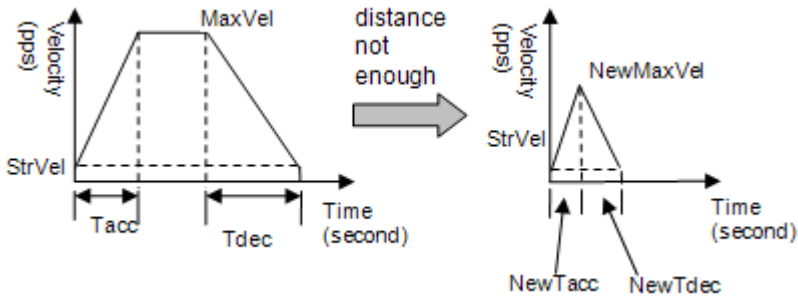 Velocity
(pps)
MaxVel
StrVel
Tacc
Tdec
Time
(second)
distance
not
enough
Velocity
(pps)
NewMaxVel
StrVel
Time
(second)
NewTacc
NewTdec